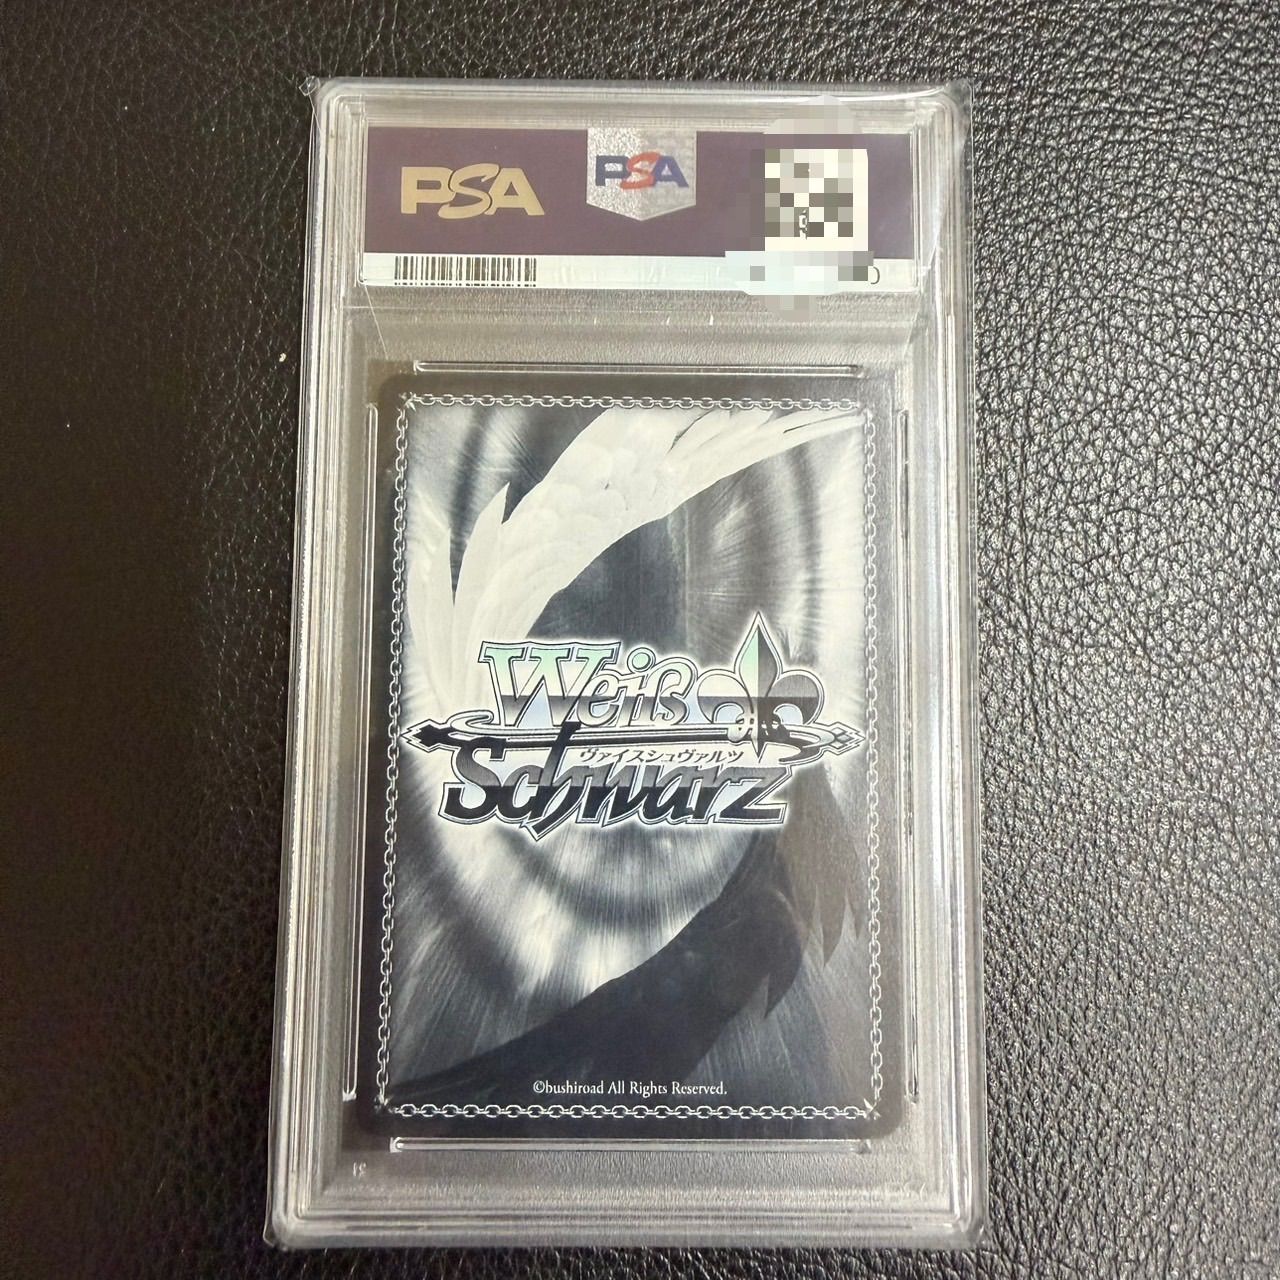 PSA
PSA
Weiß
ヴァイスシュヴァルツ
Schwarz
©bushiroad All Rights Reserved.